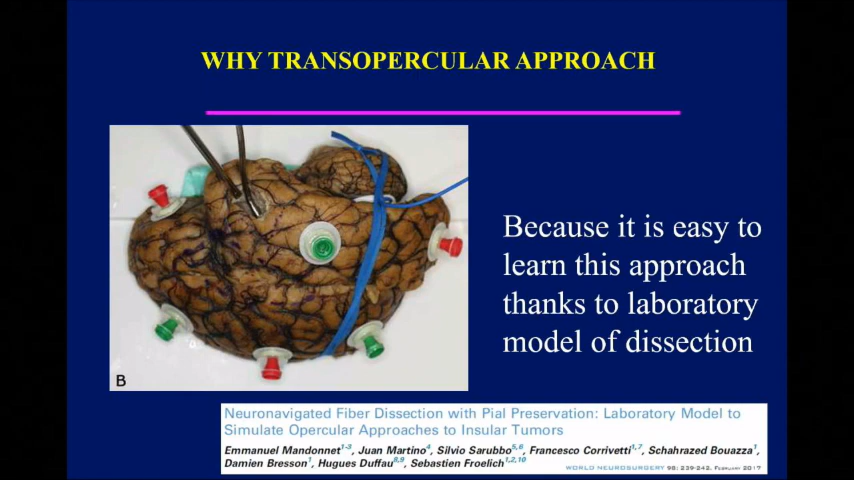 WHY TRANSOPERCULAR APPROACH
Because it is easy to
learn this approach
thanks to laboratory
model of dissection
B
Neuronavigated Fiber Dissection with Pial Preservation: Laboratory Model to
Simulate Opercular Approaches to Insular Tumors
Emmanuel Mandonnet1-3, Juan Martino4, Silvio Sarubbo5,6, Francesco Corrivetti1,7, Schahrazed Bouazza1,
Damien Bresson1, Hugues Duffau8,9, Sebastien Froelich1,2,10
WORLD NEUROSURGERY 98: 239-242, FEBRUARY 2017